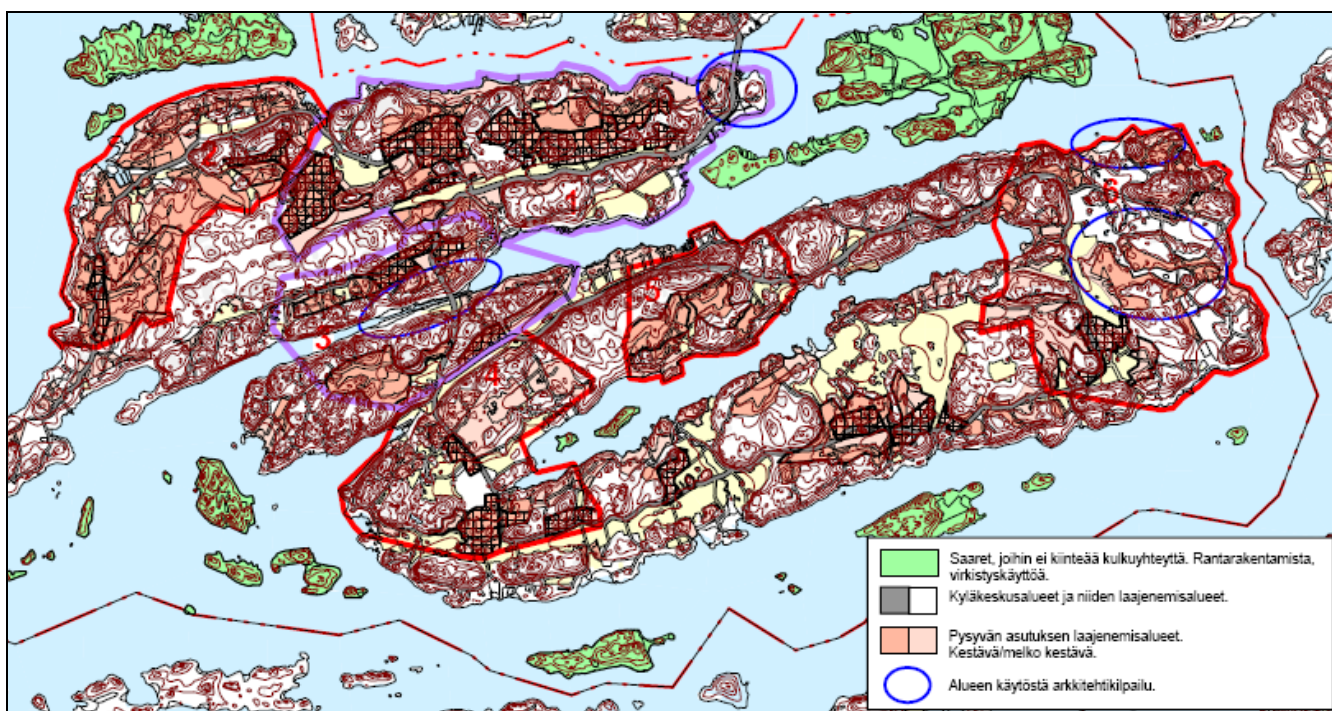 2
1
6
5
3
4
Saaret, joihin ei kiinteää kulkuyhteyttä. Rantarakentamista,
virkistyskäyttöä.
Kyläkeskusalueet ja niiden laajenemisalueet.
Pysyvän asutuksen laajenemisalueet.
Kestävä/melko kestävä.
Alueen käytöstä arkkitehtikilpailu.